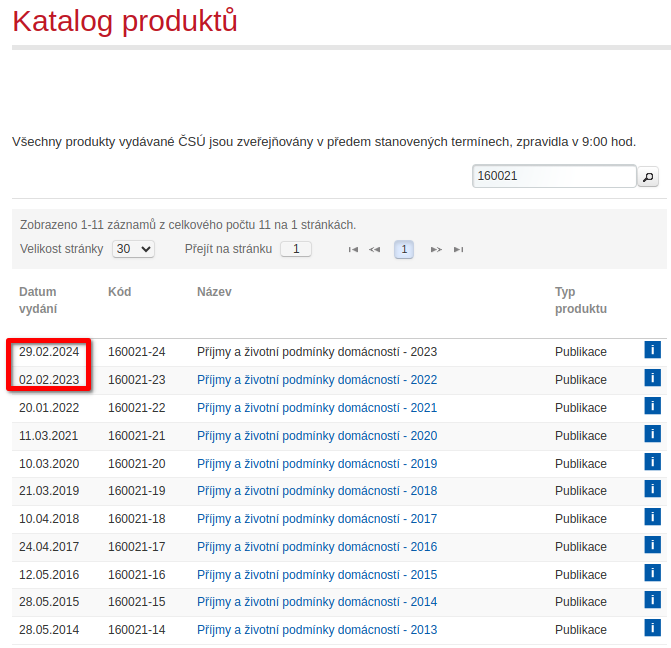 Katalog produktů
Všechny produkty vydávané ČSÚ jsou zveřejňovány v předem stanovených termínech, zpravidla v 9:00 hod.
160021
Zobrazeno 1-11 záznamů z celkového počtu 11 na 1 stránkách.
Velikost stránky 30 Přejít na stránku 1 1
Datum vydání Kód Název Typ produktu
29.02.2024 160021-24 Příjmy a životní podmínky domácností - 2023 Publikace i
02.02.2023 160021-23 Příjmy a životní podmínky domácností - 2022 Publikace i
20.01.2022 160021-22 Příjmy a životní podmínky domácností - 2021 Publikace i
11.03.2021 160021-21 Příjmy a životní podmínky domácností - 2020 Publikace i
10.03.2020 160021-20 Příjmy a životní podmínky domácností - 2019 Publikace i
21.03.2019 160021-19 Příjmy a životní podmínky domácností - 2018 Publikace i
10.04.2018 160021-18 Příjmy a životní podmínky domácností - 2017 Publikace i
24.04.2017 160021-17 Příjmy a životní podmínky domácností - 2016 Publikace i
12.05.2016 160021-16 Příjmy a životní podmínky domácností - 2015 Publikace i
28.05.2015 160021-15 Příjmy a životní podmínky domácností - 2014 Publikace i
28.05.2014 160021-14 Příjmy a životní podmínky domácností - 2013 Publikace i